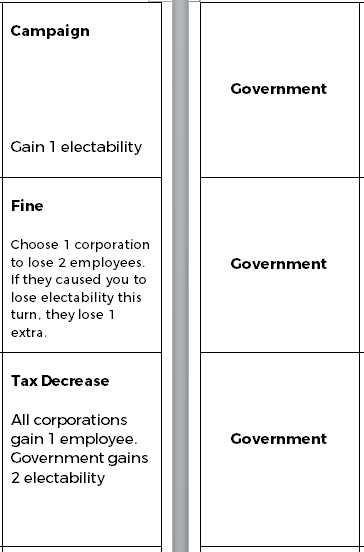 Campaign
Gain 1 electability
Government
Fine
Choose 1 corporation
to lose 2 employees.
If they caused you to
lose electability this
turn, they lose 1
extra.
Government
Tax Decrease
All corporations
gain 1 employee.
Government gains
2 electability
Government